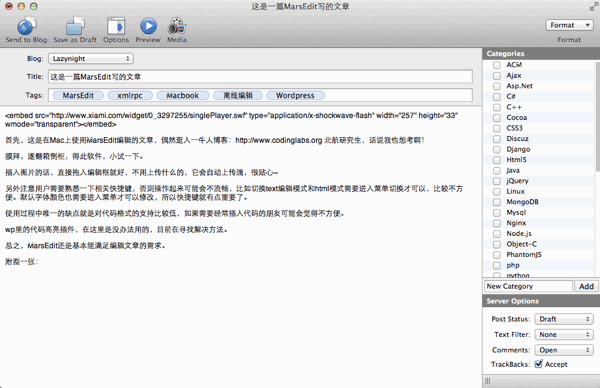 这是一篇MarsEdit写的文章
Send to Blog
Save as Draft
Options
Preview
Media
Format
Format
Blog: Lazynight
Title: 这是一篇MarsEdit写的文章
Tags: MarsEdit xmlrpc Macbook 离线编辑 Wordpress
<embed src="http://www.xiami.com/widget/0_3297255/singlePlayer.swf" type="application/x-shockwave-flash" width="257" height="33"
wmode="transparent"></embed>
首先，这是在Mac上使用MarsEdit编辑的文章，偶然逛入一牛人博客：http://www.codinglabs.org 北航研究生，话说我也想考啊！
膜拜，逐翻箱倒柜，得此软件，小试一下。
插入图片的话，直接拖入编辑框就好，不用上传什么的，它会自动上传滴，很贴心~
另外注意用户需要熟悉一下相关快捷键，否则操作起来可能会不流畅，比如切换text编辑模式和html模式需要进入菜单切换才可以，比较不方
便。默认字体颜色也需要进入菜单才可以修改，所以快捷键就有点重要了。
使用过程中唯一的缺点就是对代码格式的支持比较低，如果需要经常插入代码的朋友可能会觉得不方便。
wp里的代码高亮插件，在这里是没办法用的，目前在寻找解决方法。
总之，MarsEdit还是基本能满足编辑文章的需求。
附图一张：
Categories
ACM
Ajax
Asp.Net
C#
C++
Cocoa
CSS3
Discuz
Django
Html5
Java
jQuery
Linux
MongoDB
Mysql
Nginx
Node.js
Object-C
PhantomJS
php
python
New Category
Add
Server Options
Post Status: Draft
Text Filter: None
Comments: Open
TrackBacks: Accept